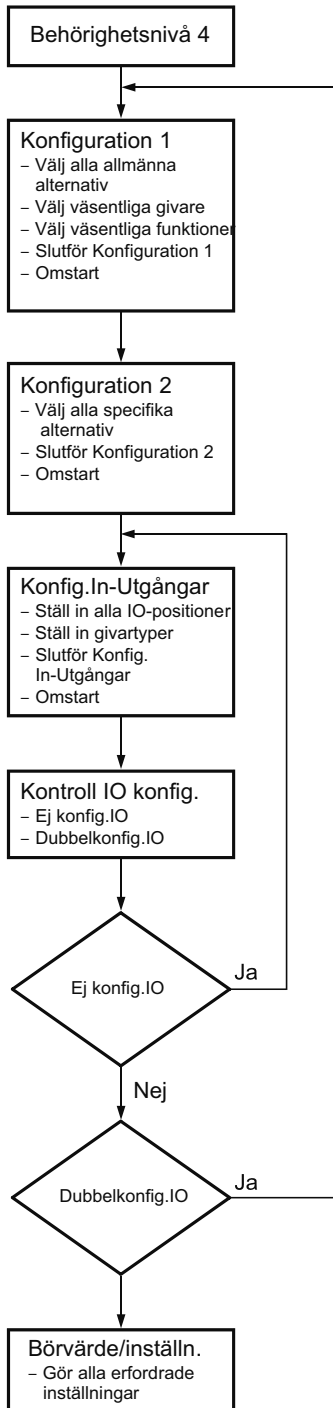 Behörighetsnivå 4
Konfiguration 1
– Välj alla allmänna
alternativ
– Välj väsentliga givare
– Välj väsentliga funktioner
– Slutför Konfiguration 1
– Omstart
Konfiguration 2
– Välj alla specifika
alternativ
– Slutför Konfiguration 2
– Omstart
Konfig.In-Utgångar
– Ställ in alla IO-positioner
– Ställ in givartyper
– Slutför Konfig.
In-Utgångar
– Omstart
Kontroll IO konfig.
– Ej konfig.IO
– Dubbelkonfig.IO
Ej konfig.IO
Ja
Nej
Dubbelkonfig.IO
Ja
Börvärde/inställn.
– Gör alla erfordrade
inställningar